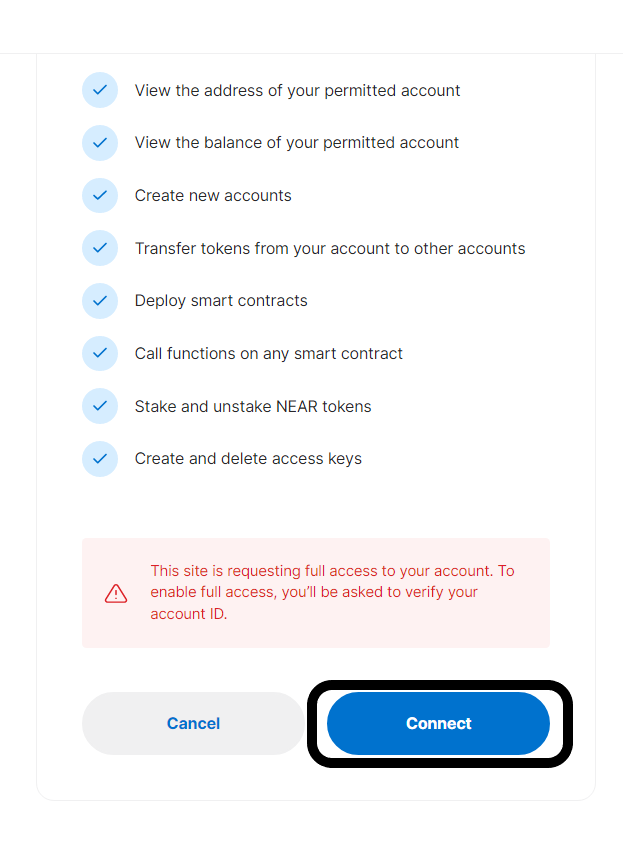 View the address of your permitted account
View the balance of your permitted account
Create new accounts
Transfer tokens from your account to other accounts
Deploy smart contracts
Call functions on any smart contract
Stake and unstake NEAR tokens
Create and delete access keys
This site is requesting full access to your account. To
enable full access, you’ll be asked to verify your
account ID.
Cancel
Connect